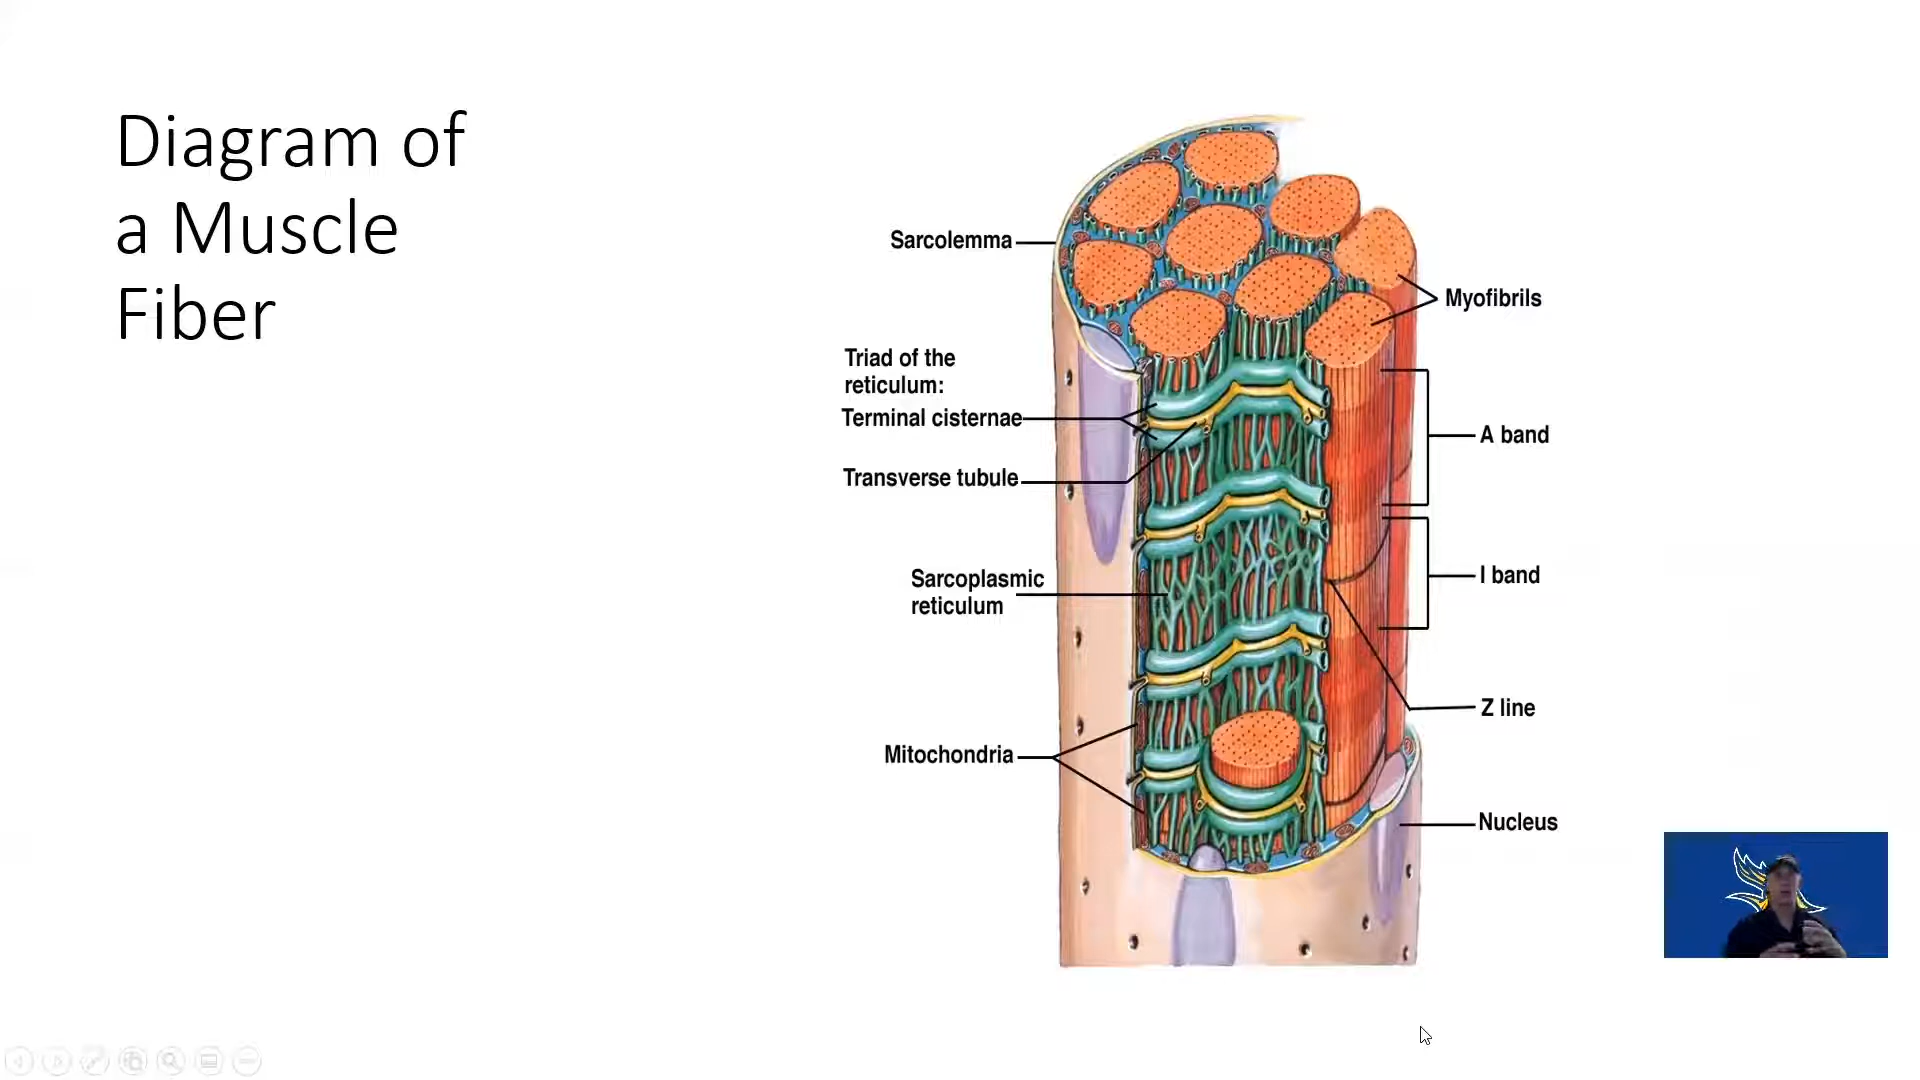 Diagram of
a Muscle
Fiber
Sarcolemma
Triad of the
reticulum:
Terminal cisternae
Transverse tubule
Sarcoplasmic
reticulum
Mitochondria
Myofibrils
A band
I band
Z line
Nucleus